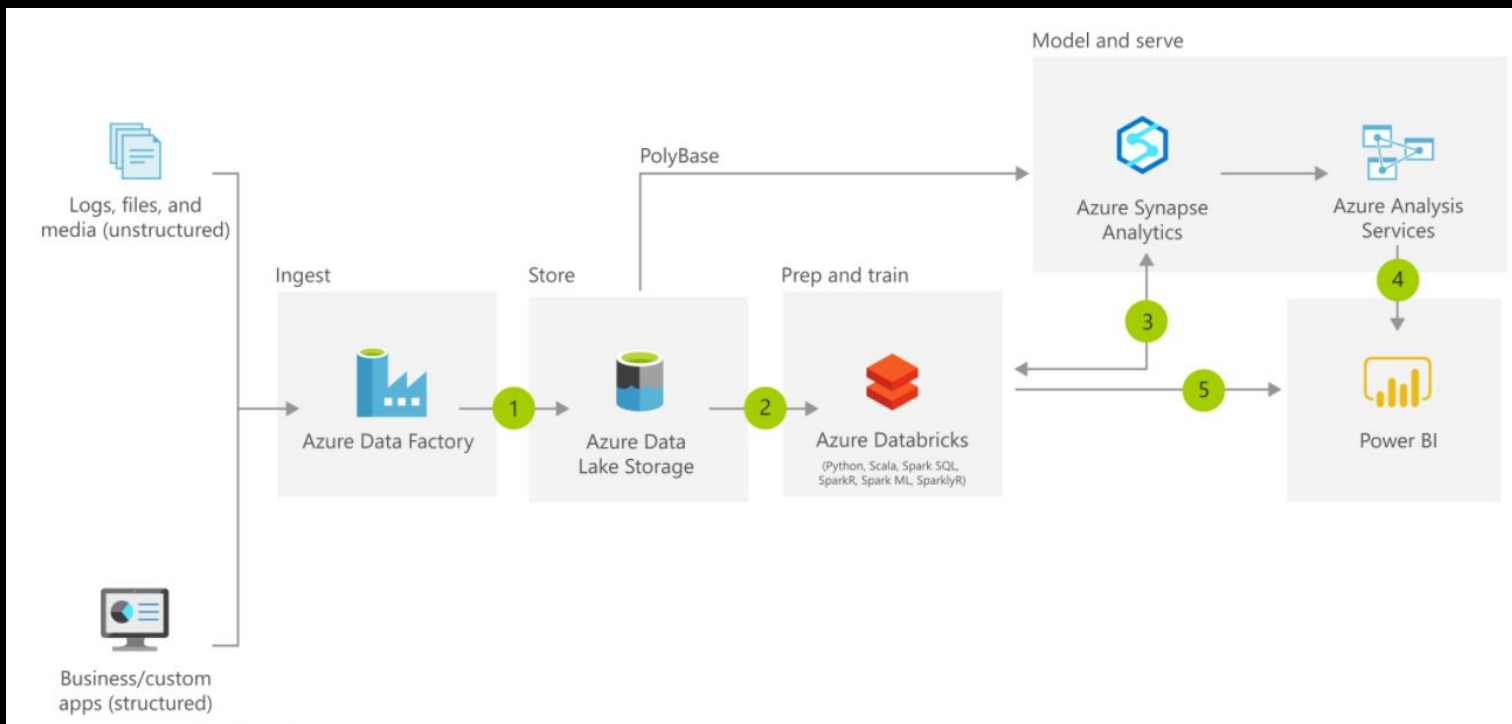 Model and serve
PolyBase
Logs, files, and
media (unstructured)
Azure Synapse
Analytics
Azure Analysis
Services
Ingest
Store
Prep and train
4
3
1
2
5
Azure Data Factory
Azure Data
Lake Storage
Azure Databricks
(Python, Scala, Spark SQL,
SparkR, Spark ML, SparklyR)
Power BI
Business/custom
apps (structured)